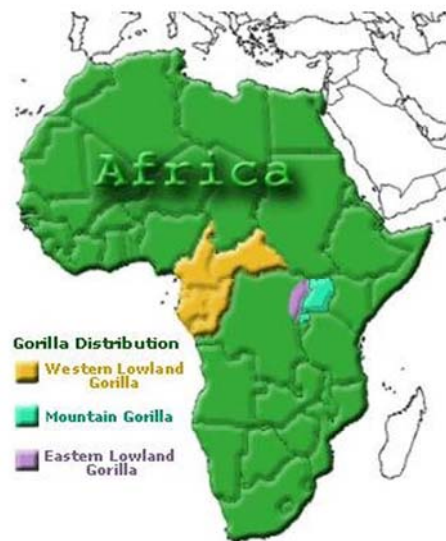 Africa
Gorilla Distribution
Western Lowland
Gorilla
Mountain Gorilla
Eastern Lowland
Gorilla